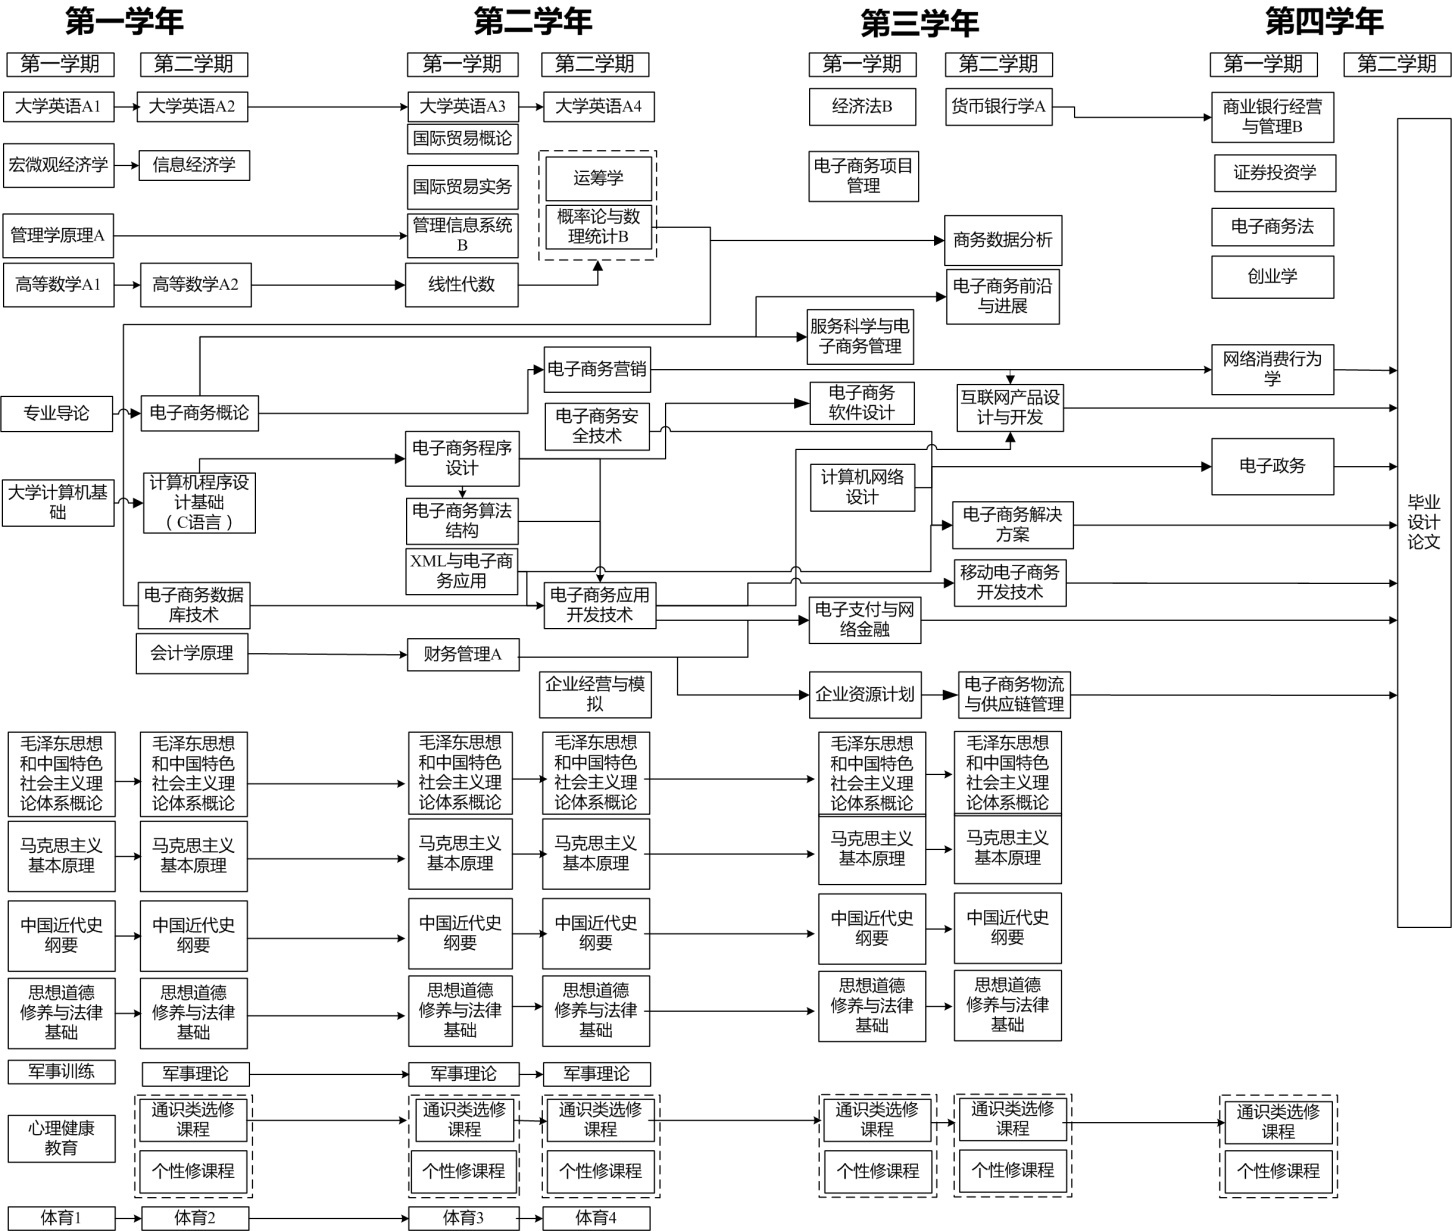 第一学年
第二学年
第三学年
第四学年
第一学期
第二学期
第一学期
第二学期
第一学期
第二学期
第一学期
第二学期
大学英语A1
大学英语A2
大学英语A3
大学英语A4
经济法B
货币银行学A
商业银行经营
与管理B
国际贸易概论
宏微观经济学
信息经济学
国际贸易实务
运筹学
电子商务项目
管理
证券投资学
管理学原理A
管理信息系统
B
概率论与数
理统计B
商务数据分析
电子商务法
高等数学A1
高等数学A2
线性代数
电子商务前沿
与进展
创业学
服务科学与电
子商务管理
电子商务营销
网络消费行为
学
专业导论
电子商务概论
电子商务安
全技术
电子商务
软件设计
互联网产品设
计与开发
大学计算机基
础
计算机程序设
计基础
（C语言）
电子商务程序
设计
计算机网络
设计
电子政务
电子商务算法
结构
电子商务解决
方案
毕业
设计
论文
XML与电子商
务应用
电子商务数据
库技术
电子商务应用
开发技术
移动电子商务
开发技术
电子支付与网
络金融
会计学原理
财务管理A
企业经营与模
拟
企业资源计划
电子商务物流
与供应链管理
毛泽东思想
和中国特色
社会主义理
论体系概论
毛泽东思想
和中国特色
社会主义理
论体系概论
毛泽东思想
和中国特色
社会主义理
论体系概论
毛泽东思想
和中国特色
社会主义理
论体系概论
毛泽东思想
和中国特色
社会主义理
论体系概论
毛泽东思想
和中国特色
社会主义理
论体系概论
马克思主义
基本原理
马克思主义
基本原理
马克思主义
基本原理
马克思主义
基本原理
马克思主义
基本原理
马克思主义
基本原理
中国近代史
纲要
中国近代史
纲要
中国近代史
纲要
中国近代史
纲要
中国近代史
纲要
中国近代史
纲要
思想道德
修养与法律
基础
思想道德
修养与法律
基础
思想道德
修养与法律
基础
思想道德
修养与法律
基础
思想道德
修养与法律
基础
思想道德
修养与法律
基础
军事训练
军事理论
军事理论
军事理论
心理健康
教育
通识类选修
课程
通识类选修
课程
通识类选修
课程
通识类选修
课程
通识类选修
课程
通识类选修
课程
个性修课程
个性修课程
个性修课程
个性修课程
个性修课程
个性修课程
体育1
体育2
体育3
体育4